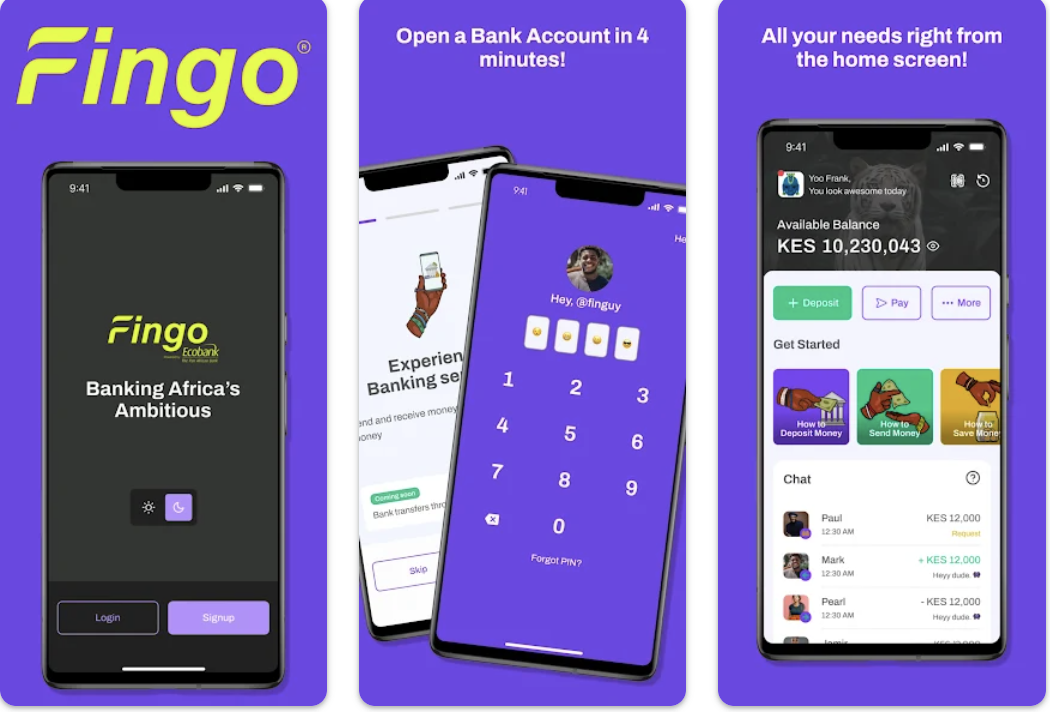 Fingo®
9:41
Fingo
Ecobank
Banking Africa's
Ambitious
Login
Signup
Open a Bank Account in 4
minutes!
Experien
Banking se
end and receive money
oney
Coming soon
Bank transfers thro
Skip
9:41
He
Hey, @finguy
1 2 3
4 5 6
7 8 9
0
Forgot PIN?
All your needs right from
the home screen!
9:41
Yoo Frank,
You look awesome today
Available Balance
KES 10,230,043
+ Deposit
Pay
More
Get Started
How to
Deposit Money
How to
Send Money
How to
Save Money
Chat
Paul KES 12,000
12:30 AM Request
Mark + KES 12,000
12:30 AM Heyy dude.
Pearl - KES 12,000
12:30 AM Heyy dude.